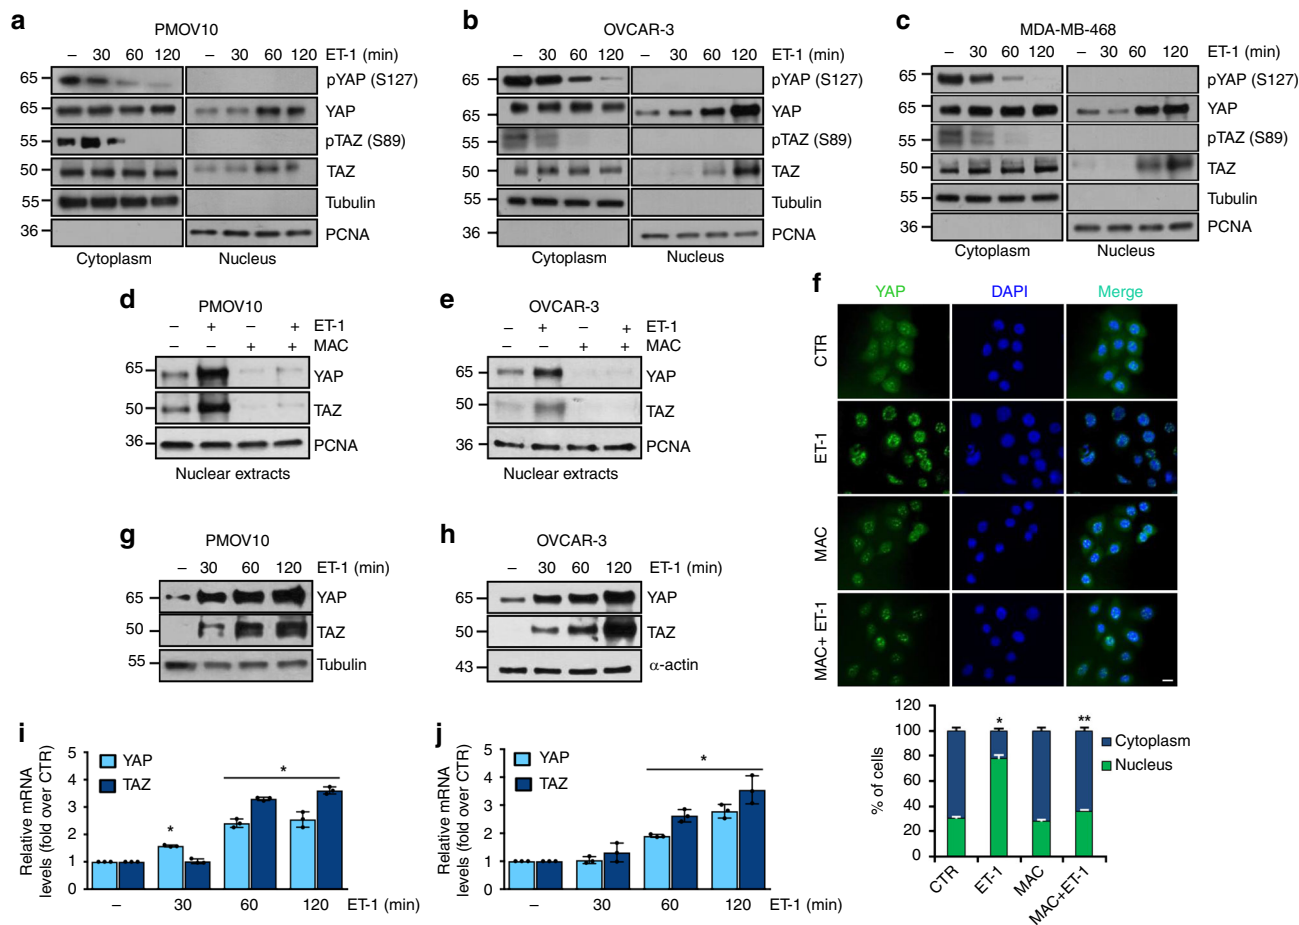 a
PMOV10
– 30 60 120 – 30 60 120 ET-1 (min)
65 pYAP (S127)
65 YAP
55 pTAZ (S89)
50 TAZ
55 Tubulin
36 PCNA
Cytoplasm Nucleus
b
OVCAR-3
– 30 60 120 – 30 60 120 ET-1 (min)
65 pYAP (S127)
65 YAP
55 pTAZ (S89)
50 TAZ
55 Tubulin
36 PCNA
Cytoplasm Nucleus
c
MDA-MB-468
– 30 60 120 – 30 60 120 ET-1 (min)
65 pYAP (S127)
65 YAP
55 pTAZ (S89)
50 TAZ
55 Tubulin
36 PCNA
Cytoplasm Nucleus
d
PMOV10
– + – + ET-1
– – + + MAC
65 YAP
50 TAZ
36 PCNA
Nuclear extracts
e
OVCAR-3
– + – + ET-1
– – + + MAC
65 YAP
50 TAZ
36 PCNA
Nuclear extracts
f
YAP DAPI Merge
CTR
ET-1
MAC
MAC+ ET-1
120
100
80
60
40
20
0
% of cells
* **
Cytoplasm
Nucleus
CTR ET-1 MAC MAC+ET-1
g
PMOV10
– 30 60 120 ET-1 (min)
65 YAP
50 TAZ
55 Tubulin
h
OVCAR-3
– 30 60 120 ET-1 (min)
65 YAP
50 TAZ
43 α-actin
i
Relative mRNA
levels (fold over CTR)
5
4
3
2
1
0
YAP
TAZ
* *
– 30 60 120 ET-1 (min)
j
Relative mRNA
levels (fold over CTR)
5
4
3
2
1
0
YAP
TAZ
*
– 30 60 120 ET-1 (min)